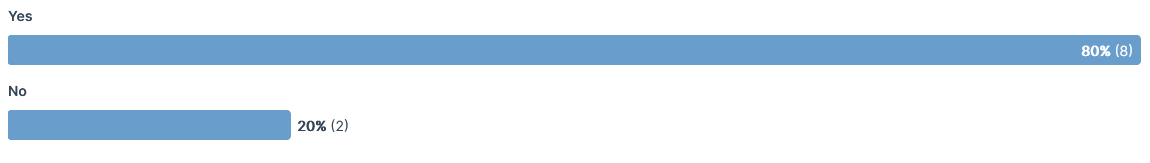 Yes
80% (8)
No
20% (2)